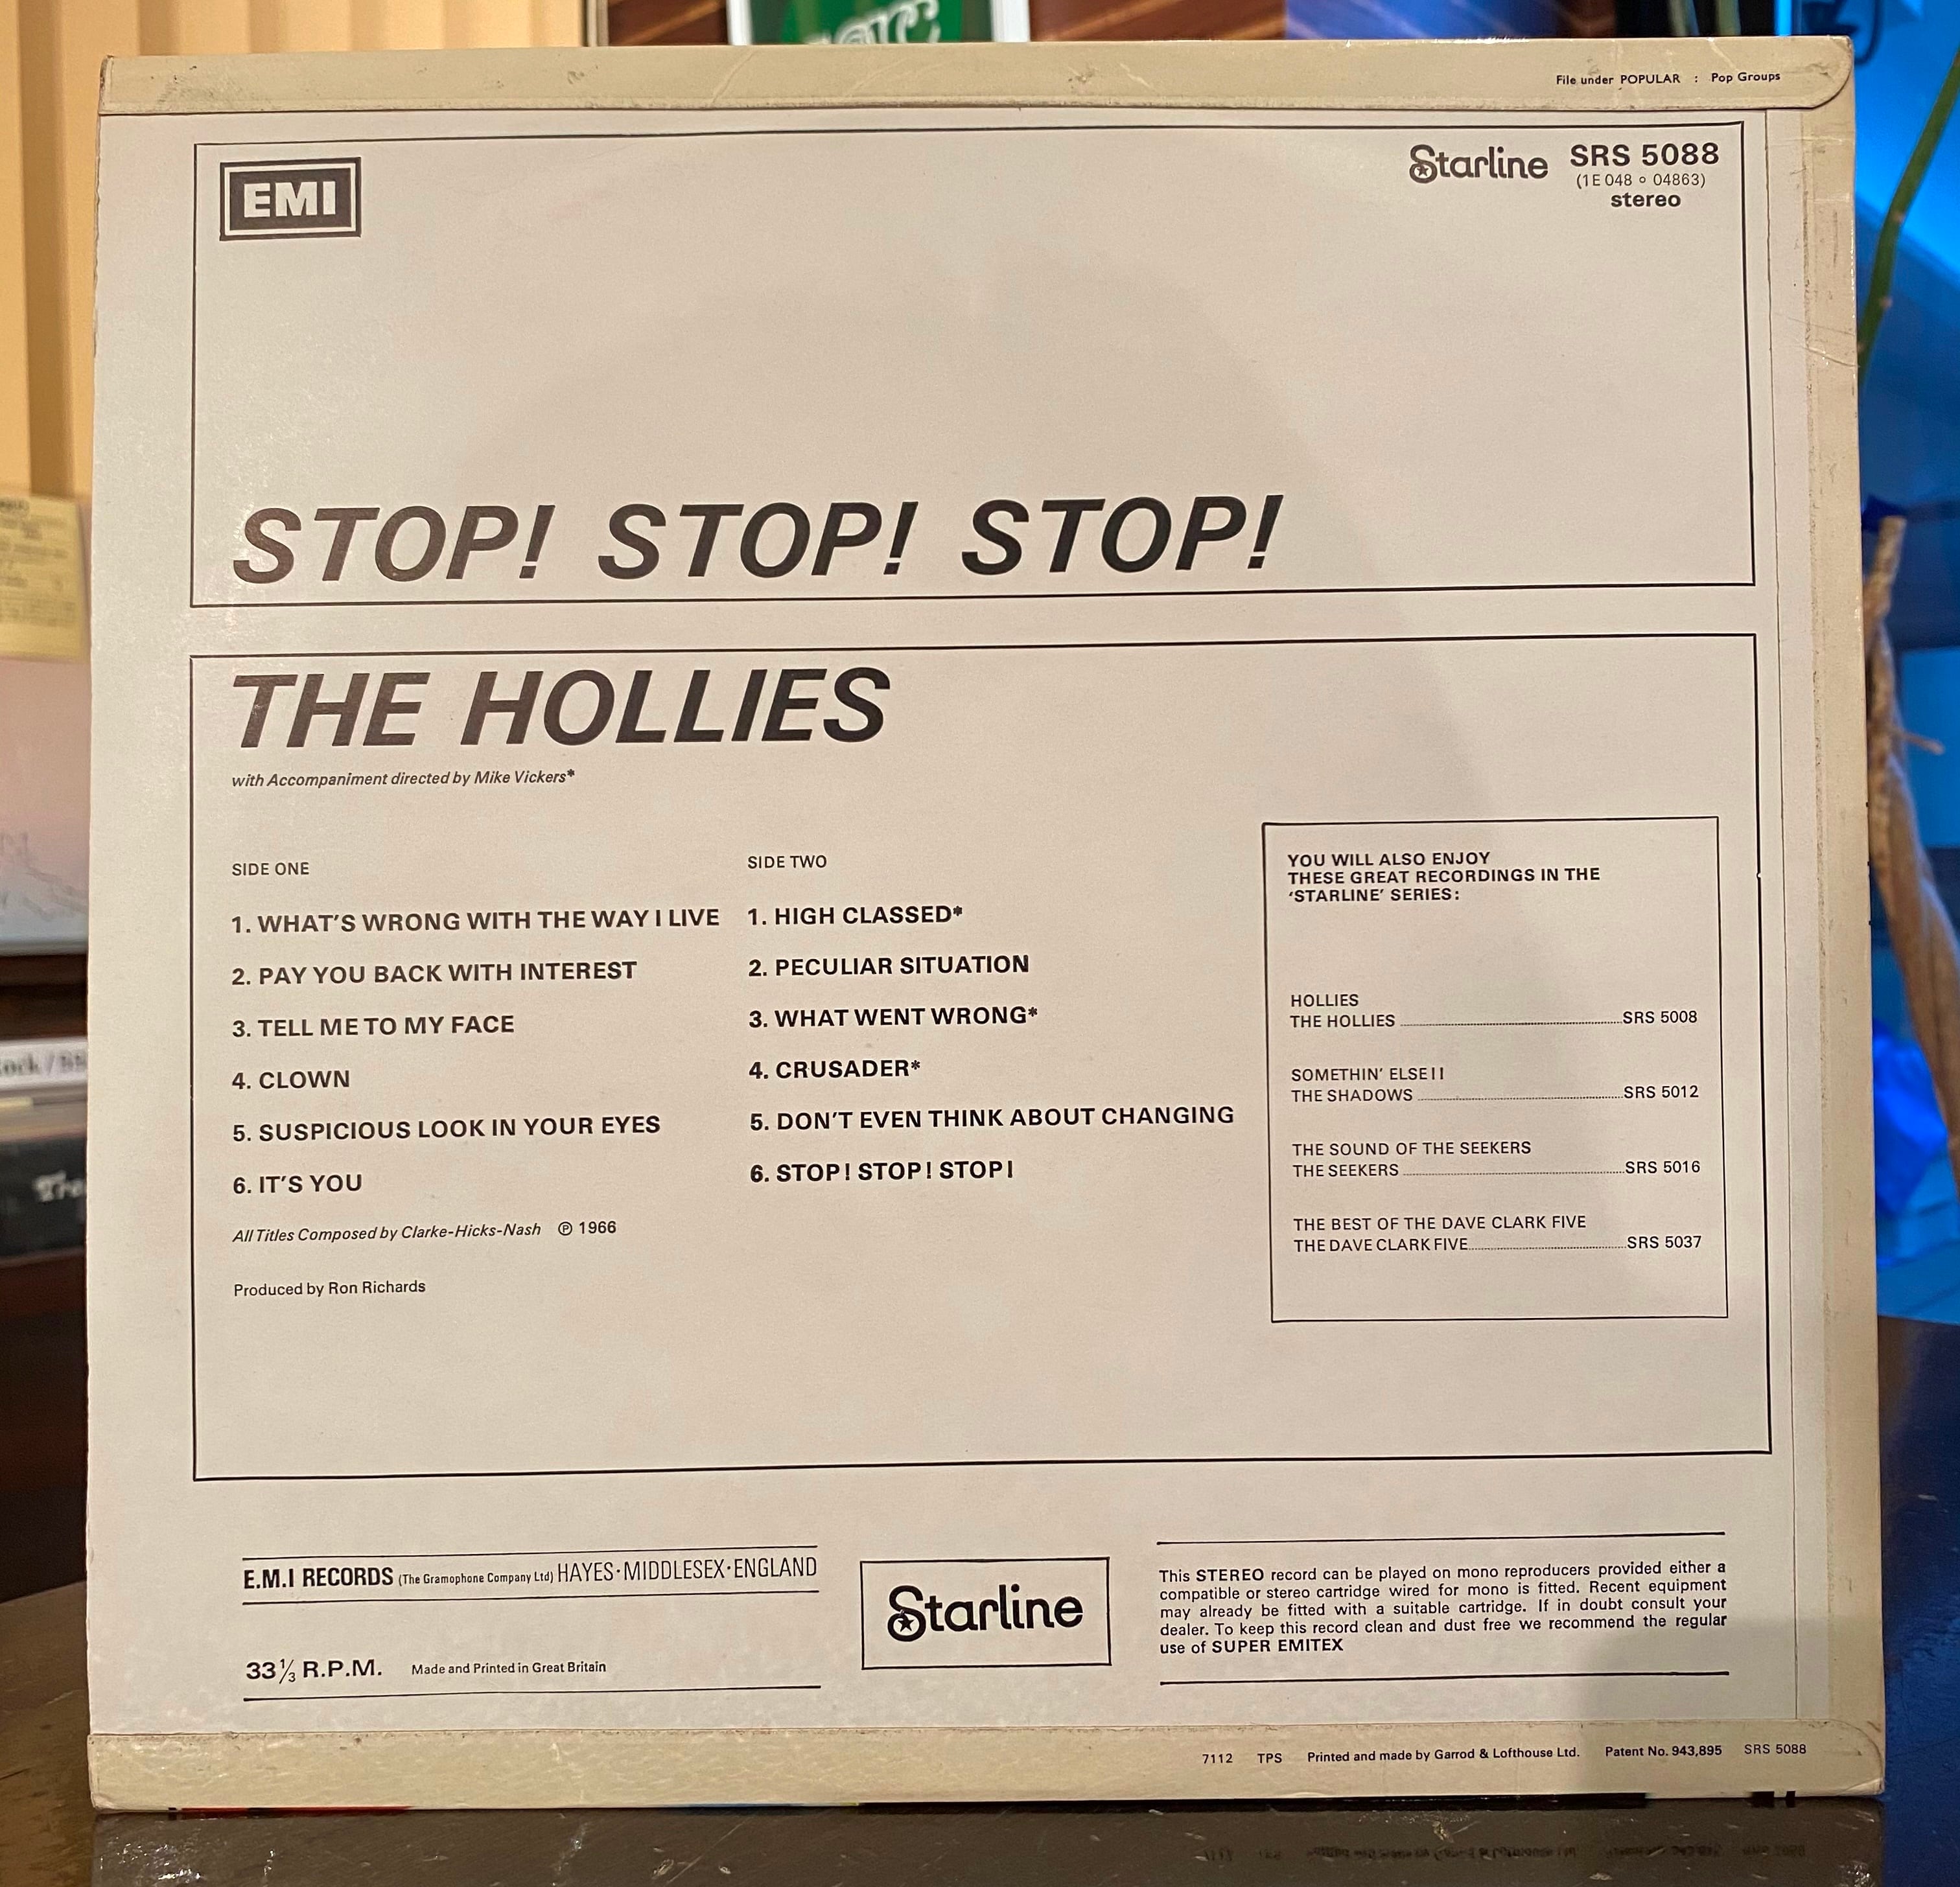 File under POPULAR : Pop Groups
EMI
Starline SRS 5088
(1E 048 ○ 04863)
stereo
STOP! STOP! STOP!
THE HOLLIES
with Accompaniment directed by Mike Vickers*
SIDE ONE
1. WHAT'S WRONG WITH THE WAY I LIVE
2. PAY YOU BACK WITH INTEREST
3. TELL ME TO MY FACE
4. CLOWN
5. SUSPICIOUS LOOK IN YOUR EYES
6. IT'S YOU
All Titles Composed by Clarke-Hicks-Nash ℗ 1966
Produced by Ron Richards
SIDE TWO
1. HIGH CLASSED*
2. PECULIAR SITUATION
3. WHAT WENT WRONG*
4. CRUSADER*
5. DON'T EVEN THINK ABOUT CHANGING
6. STOP! STOP! STOP!
YOU WILL ALSO ENJOY
THESE GREAT RECORDINGS IN THE
'STARLINE' SERIES:
HOLLIES
THE HOLLIES SRS 5008
SOMETHIN' ELSE!!
THE SHADOWS SRS 5012
THE SOUND OF THE SEEKERS
THE SEEKERS SRS 5016
THE BEST OF THE DAVE CLARK FIVE
THE DAVE CLARK FIVE SRS 5037
E.M.I RECORDS (The Gramophone Company Ltd) HAYES·MIDDLESEX·ENGLAND
33⅓ R.P.M. Made and Printed in Great Britain
Starline
This STEREO record can be played on mono reproducers provided either a
compatible or stereo cartridge wired for mono is fitted. Recent equipment
may already be fitted with a suitable cartridge. If in doubt consult your
dealer. To keep this record clean and dust free we recommend the regular
use of SUPER EMITEX
7112 TPS Printed and made by Garrod & Lofthouse Ltd. Patent No. 943,895 SRS 5088